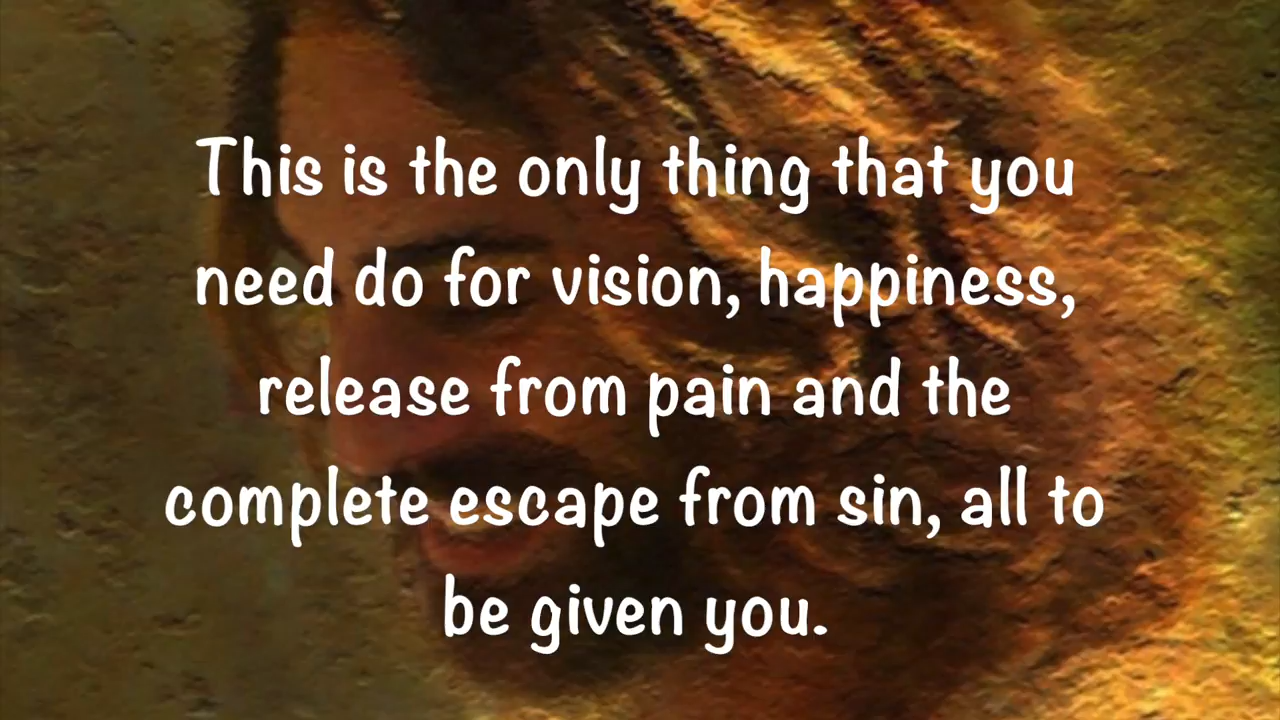 This is the only thing that you
need do for vision, happiness,
release from pain and the
complete escape from sin, all to
be given you.